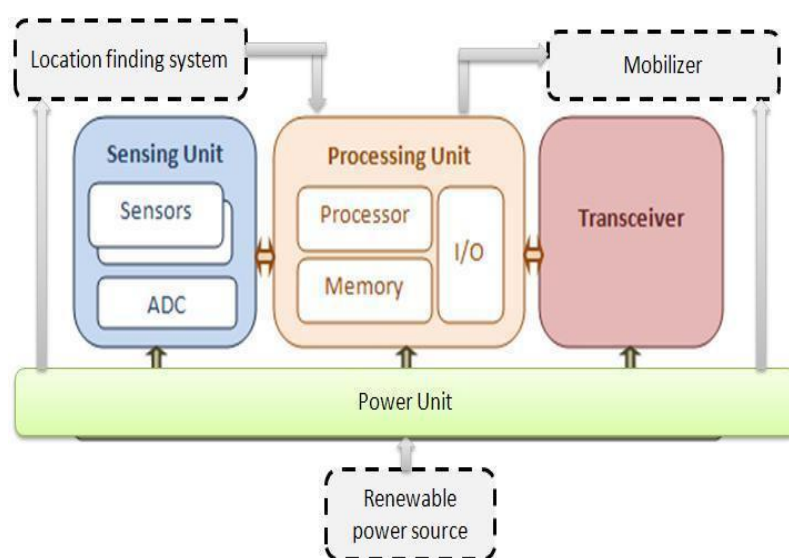 Location finding system
Mobilizer
Sensing Unit
Sensors
ADC
Processing Unit
Processor
Memory
I/O
Transceiver
Power Unit
Renewable
power source